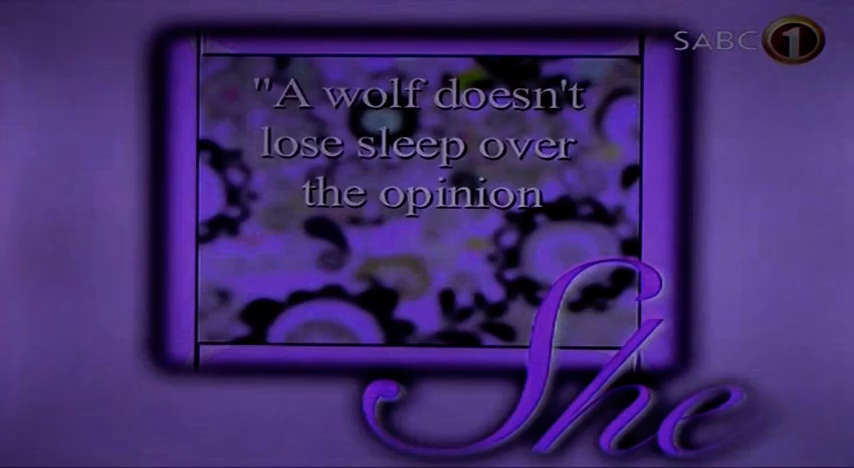 SABC 1
"A wolf doesn't
lose sleep over
the opinion
She